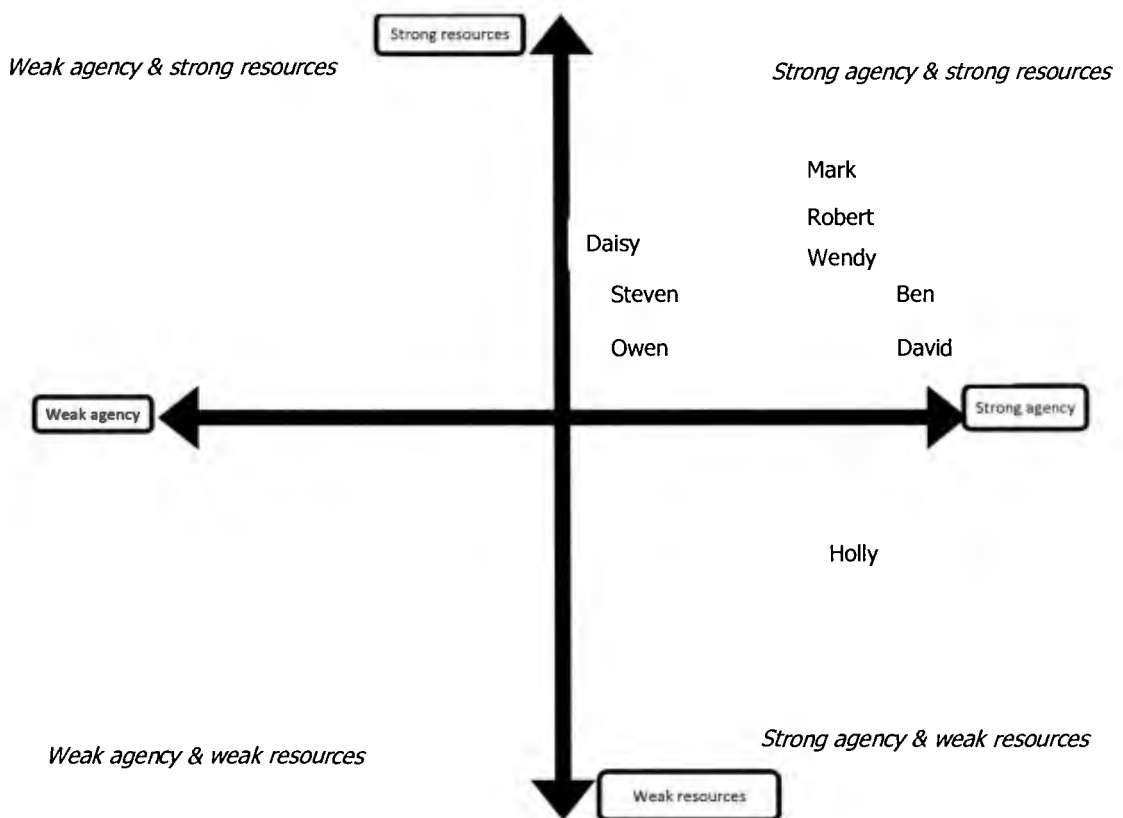 Strong resources
Weak agency & strong resources
Strong agency & strong resources
Mark
Robert
Daisy
Wendy
Steven
Ben
Owen
David
Weak agency
Strong agency
Holly
Weak agency & weak resources
Strong agency & weak resources
Weak resources